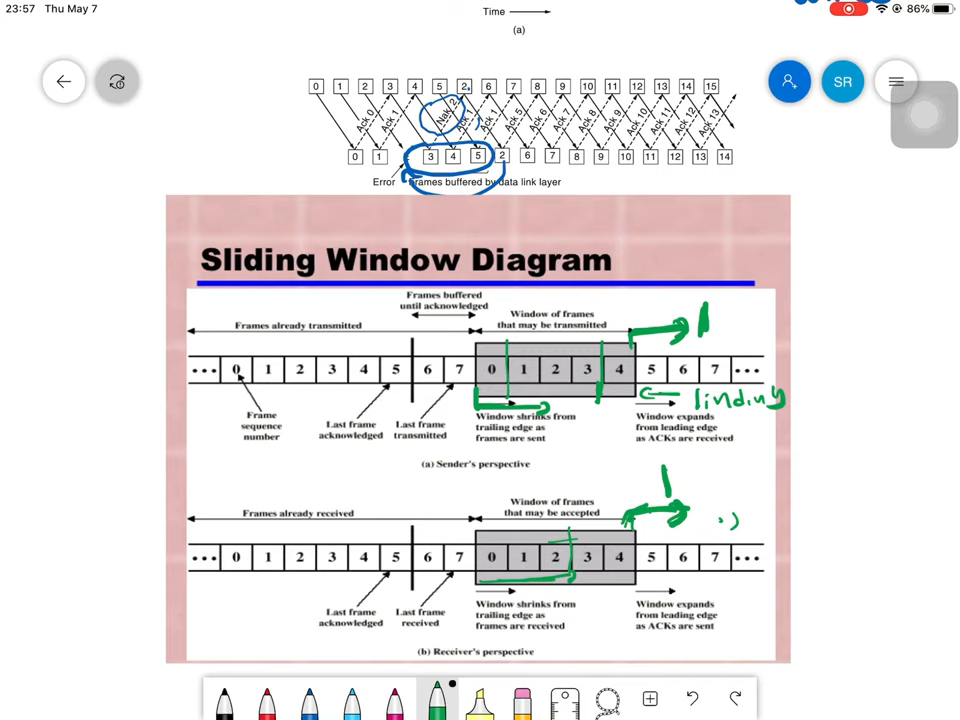 23:57 Thu May 7
86%
Time
(a)
SR
0 1 2 3 4 5 2 6 7 8 9 10 11 12 13 14 15
Ack 0 Ack 1 Nak 2 Ack 1 Ack 1 Ack 5 Ack 6 Ack 7 Ack 8 Ack 9 Ack 10 Ack 11 Ack 12 Ack 13
0 1 3 4 5 2 6 7 8 9 10 11 12 13 14
Error Frames buffered by data link layer
Sliding Window Diagram
Frames buffered
until acknowledged
Frames already transmitted
Window of frames
that may be transmitted
••• 0 1 2 3 4 5 6 7 0 1 2 3 4 5 6 7 •••
Frame
sequence
number
Last frame
acknowledged
Last frame
transmitted
Window shrinks from
trailing edge as
frames are sent
Window expands
from leading edge
as ACKs are received
(a) Sender's perspective
Frames already received
Window of frames
that may be accepted
••• 0 1 2 3 4 5 6 7 0 1 2 3 4 5 6 7 •••
Last frame
acknowledged
Last frame
received
Window shrinks from
trailing edge as
frames are received
Window expands
from leading edge
as ACKs are sent
(b) Receiver's perspective